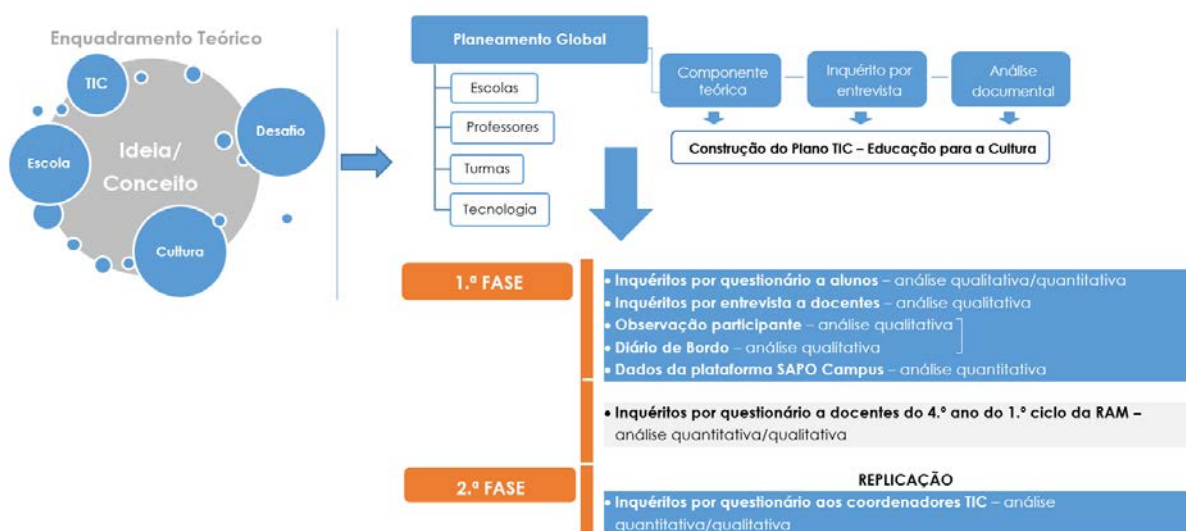 Enquadramento Teórico
TIC
Desafio
Escola
Ideia/
Conceito
Cultura
Planeamento Global
Escolas
Professores
Turmas
Tecnologia
Componente
teórica
Inquérito por
entrevista
Análise
documental
Construção do Plano TIC – Educação para a Cultura
1.ª FASE
• Inquéritos por questionário a alunos – análise qualitativa/quantitativa
• Inquéritos por entrevista a docentes – análise qualitativa
• Observação participante – análise qualitativa
• Diário de Bordo – análise qualitativa
• Dados da plataforma SAPO Campus – análise quantitativa
• Inquéritos por questionário a docentes do 4.º ano do 1.º ciclo da RAM –
análise quantitativa/qualitativa
2.ª FASE
REPLICAÇÃO
• Inquéritos por questionário aos coordenadores TIC – análise
quantitativa/qualitativa